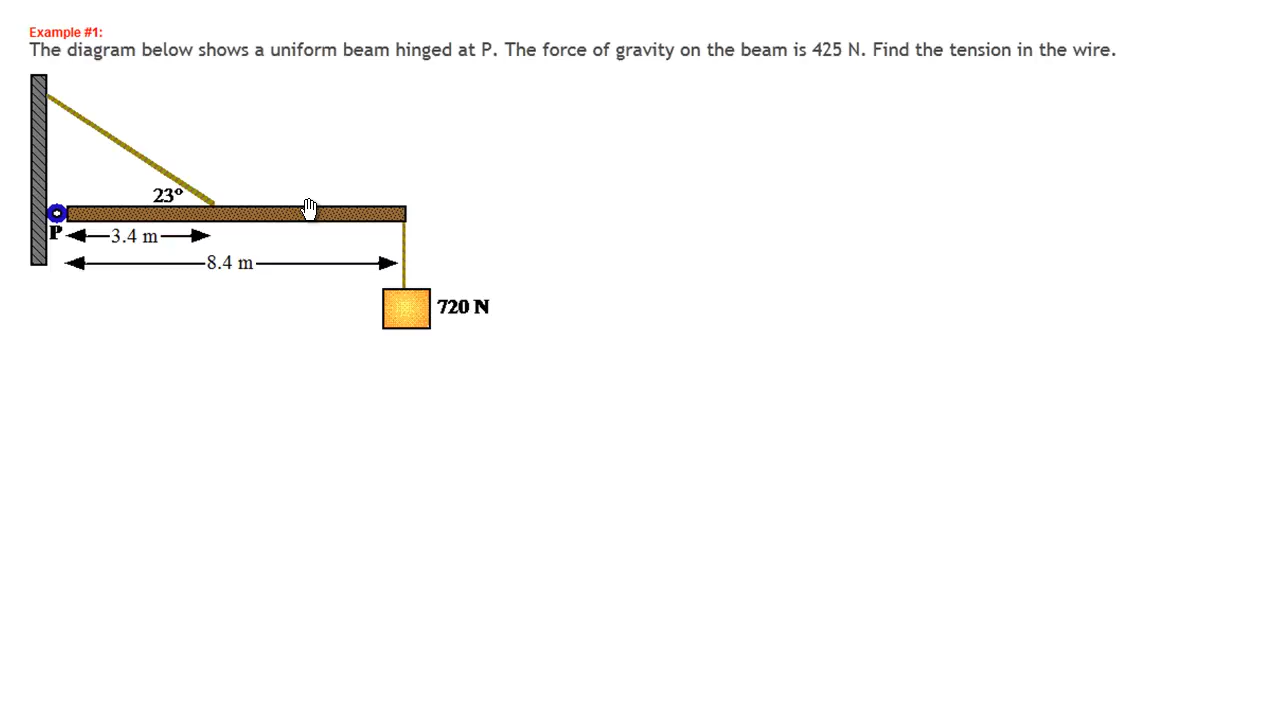 Example #1:
The diagram below shows a uniform beam hinged at P. The force of gravity on the beam is 425 N. Find the tension in the wire.
23º
P
3.4 m
8.4 m
720 N